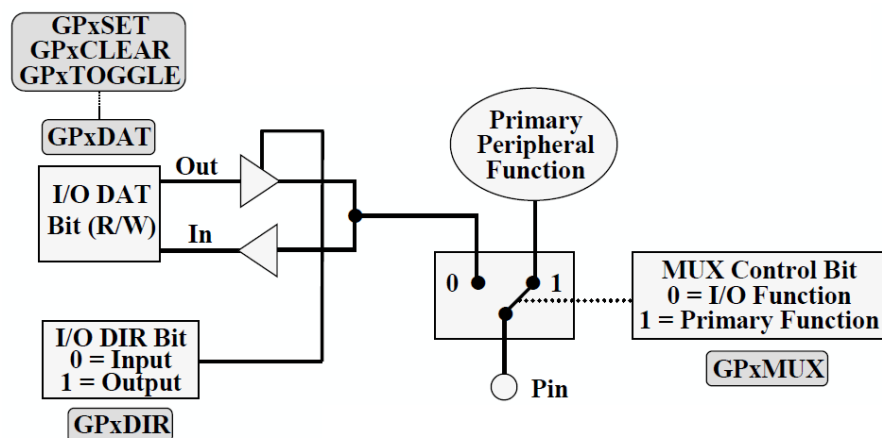 GPxSET
GPxCLEAR
GPxTOGGLE
GPxDAT
Out
I/O DAT
Bit (R/W)
In
Primary
Peripheral
Function
0
1
MUX Control Bit
0 = I/O Function
1 = Primary Function
GPxMUX
I/O DIR Bit
0 = Input
1 = Output
GPxDIR
Pin